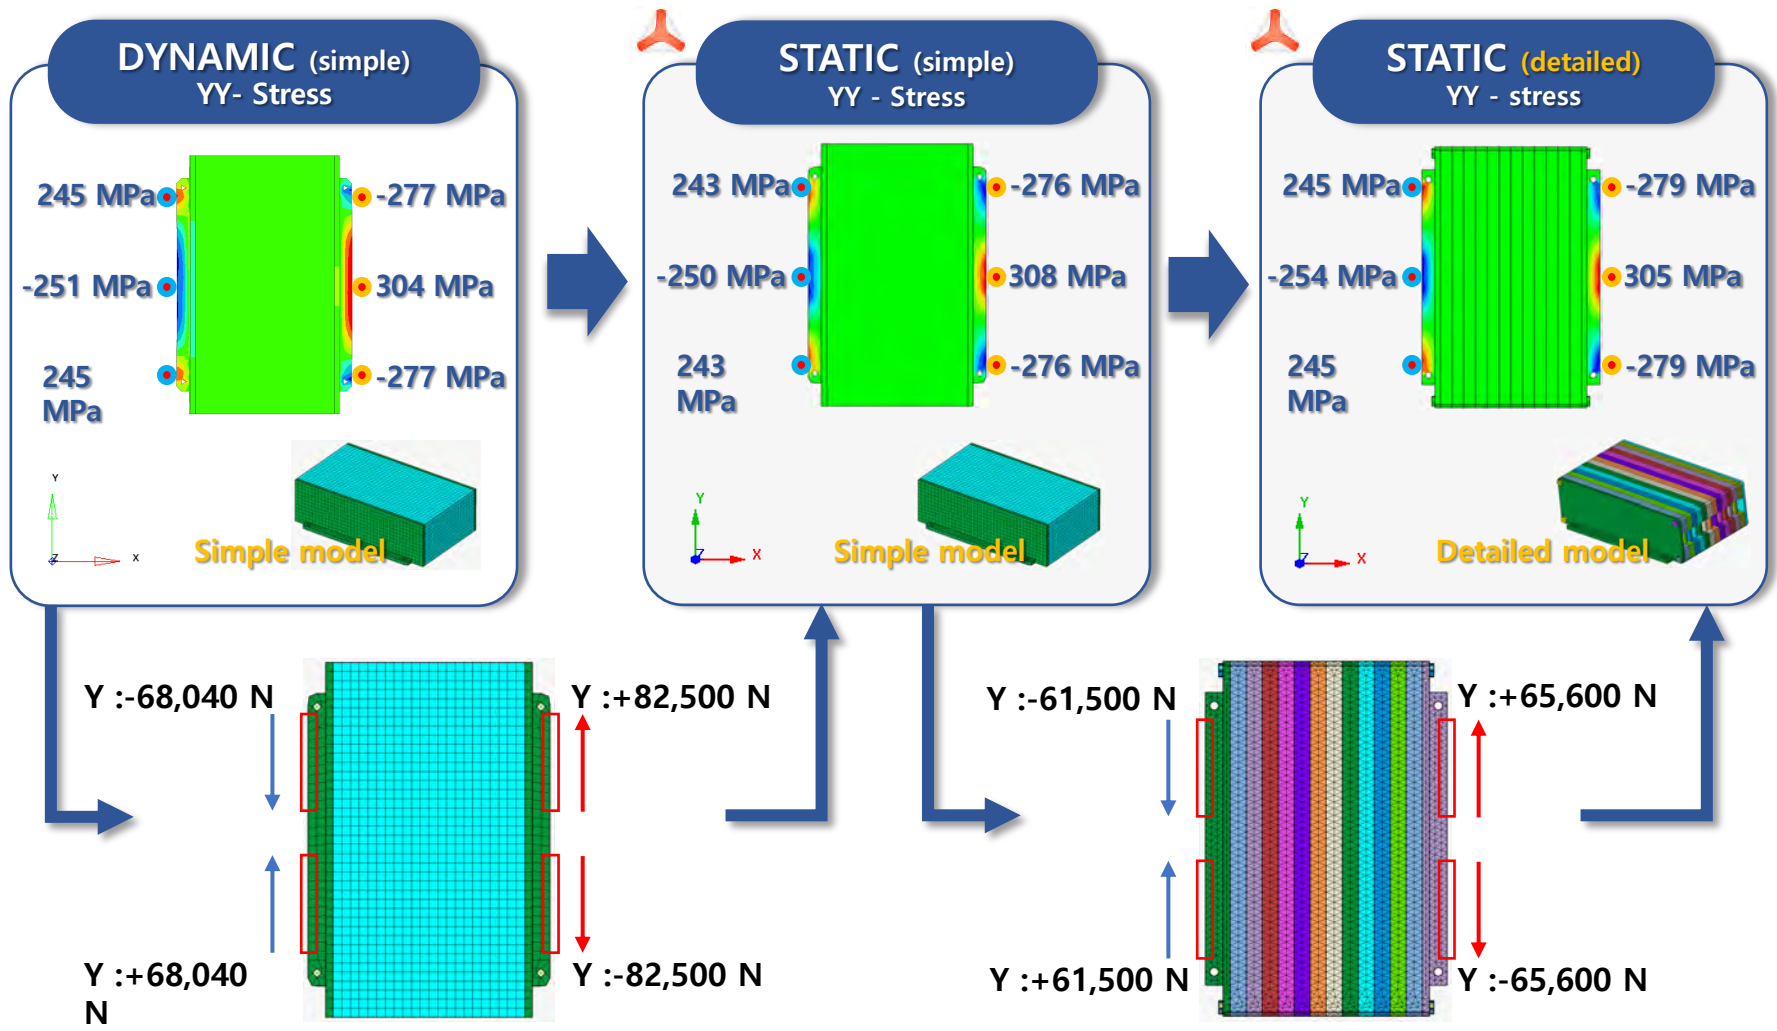 DYNAMIC (simple)
YY- Stress
245 MPa
-277 MPa
-251 MPa
304 MPa
245
MPa
-277 MPa
Y
Z
X
Simple model
STATIC (simple)
YY - Stress
243 MPa
-276 MPa
-250 MPa
308 MPa
243
MPa
-276 MPa
Y
Z
X
Simple model
STATIC (detailed)
YY - stress
245 MPa
-279 MPa
-254 MPa
305 MPa
245
MPa
-279 MPa
Y
Z
X
Detailed model
Y :-68,040 N
Y :+82,500 N
Y :+68,040
N
Y :-82,500 N
Y :-61,500 N
Y :+65,600 N
Y :+61,500 N
Y :-65,600 N